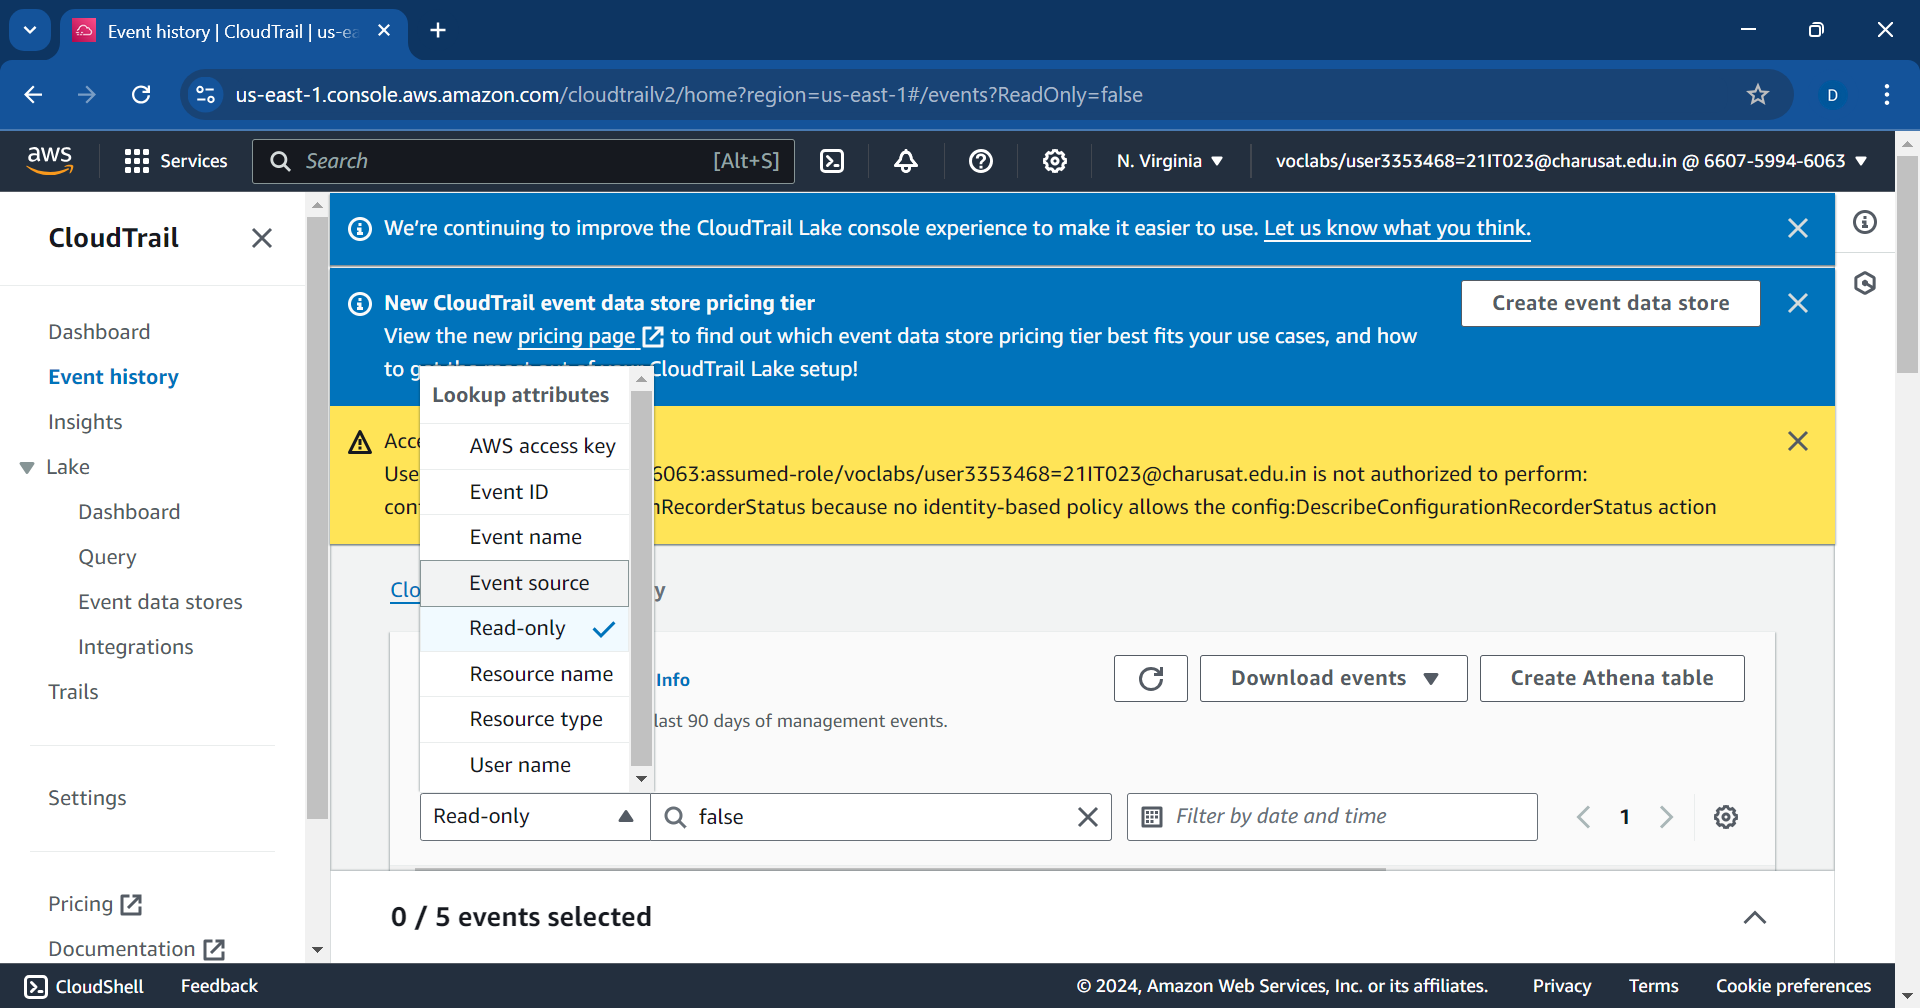 Event history | CloudTrail | us-ea
us-east-1.console.aws.amazon.com/cloudtrailv2/home?region=us-east-1#/events?ReadOnly=false
D
aws
Services
Search
[Alt+S]
N. Virginia
voclabs/user3353468=21IT023@charusat.edu.in @ 6607-5994-6063
CloudTrail
Dashboard
Event history
Insights
Lake
Dashboard
Query
Event data stores
Integrations
Trails
Settings
Pricing
Documentation
We're continuing to improve the CloudTrail Lake console experience to make it easier to use. Let us know what you think.
New CloudTrail event data store pricing tier
Create event data store
View the new pricing page to find out which event data store pricing tier best fits your use cases, and how
to CloudTrail Lake setup!
Acce
Use 6063:assumed-role/voclabs/user3353468=21IT023@charusat.edu.in is not authorized to perform:
con nRecorderStatus because no identity-based policy allows the config:DescribeConfigurationRecorderStatus action
Lookup attributes
AWS access key
Event ID
Event name
Event source
Read-only
Resource name
Resource type
User name
Clo y
Info
Download events
Create Athena table
last 90 days of management events.
Read-only
false
Filter by date and time
1
0 / 5 events selected
CloudShell
Feedback
© 2024, Amazon Web Services, Inc. or its affiliates.
Privacy
Terms
Cookie preferences